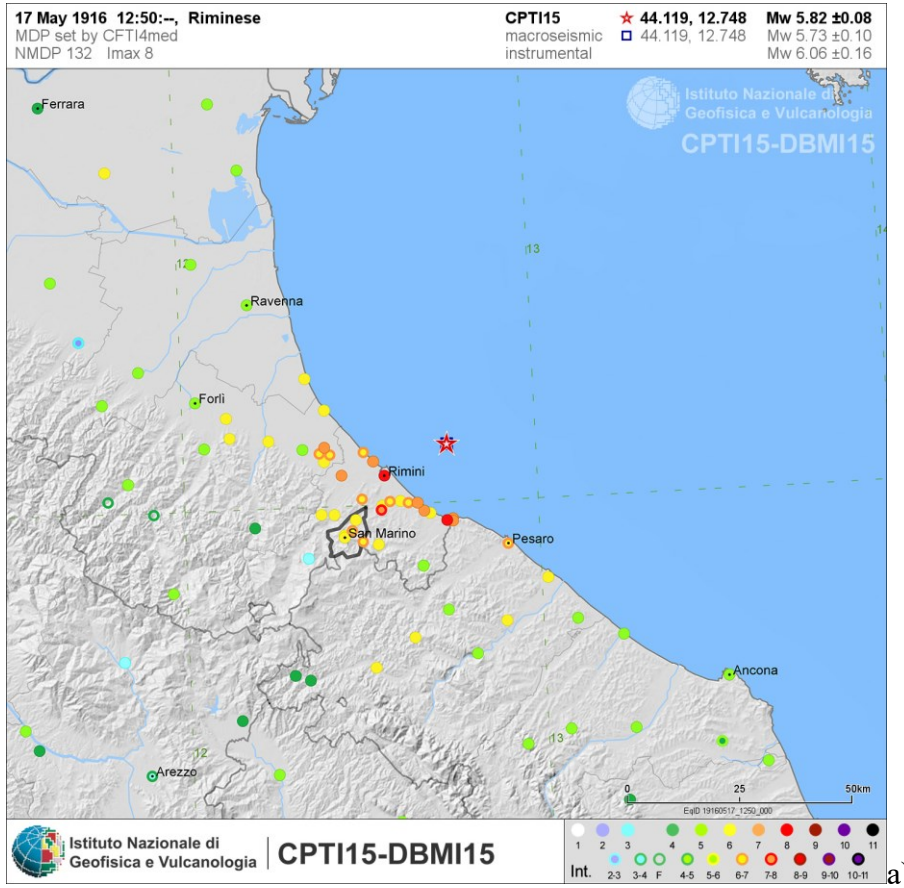 17 May 1916 12:50:--, Riminese
MDP set by CFTI4med
NMDP 132 Imax 8
CPTI15 44.119, 12.748 Mw 5.82 ±0.08
macroseismic 44.119, 12.748 Mw 5.73 ±0.10
instrumental Mw 6.06 ±0.16
Ferrara
Istituto Nazionale di
Geofisica e Vulcanologia
CPTI15-DBMI15
12
13
14
Ravenna
Forlì
Rimini
San Marino
Pesaro
Ancona
12
13
Arezzo
0 25 50km
EqID 19160517_1250_000
Istituto Nazionale di
Geofisica e Vulcanologia
CPTI15-DBMI15
1 2 3 4 5 6 7 8 9 10 11
Int. 2-3 3-4 F 4-5 5-6 6-7 7-8 8-9 9-10 10-11
a)